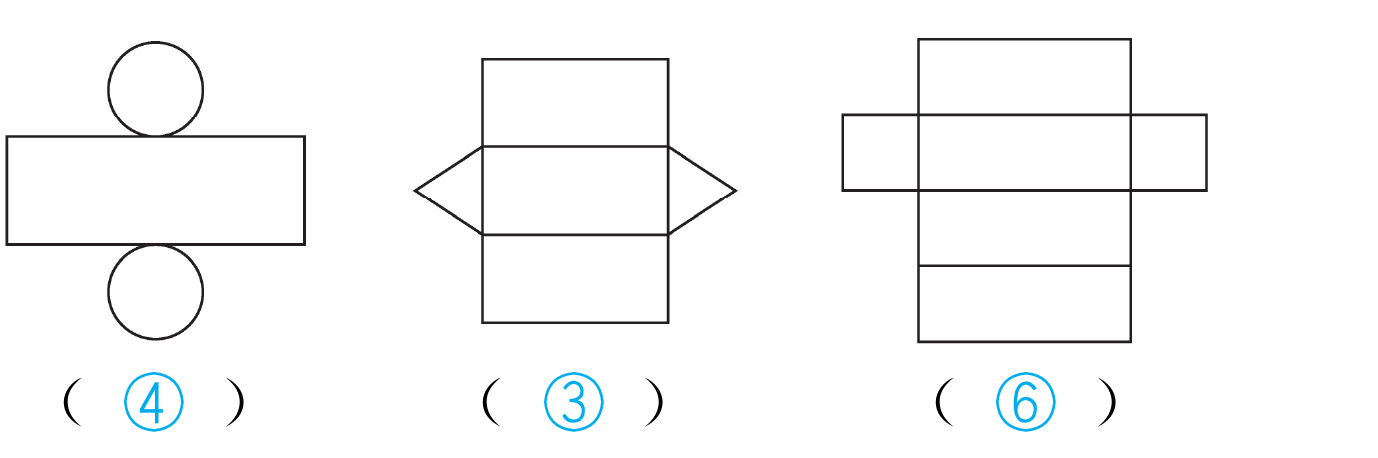 ( ④ ) ( ③ ) ( ⑥ )